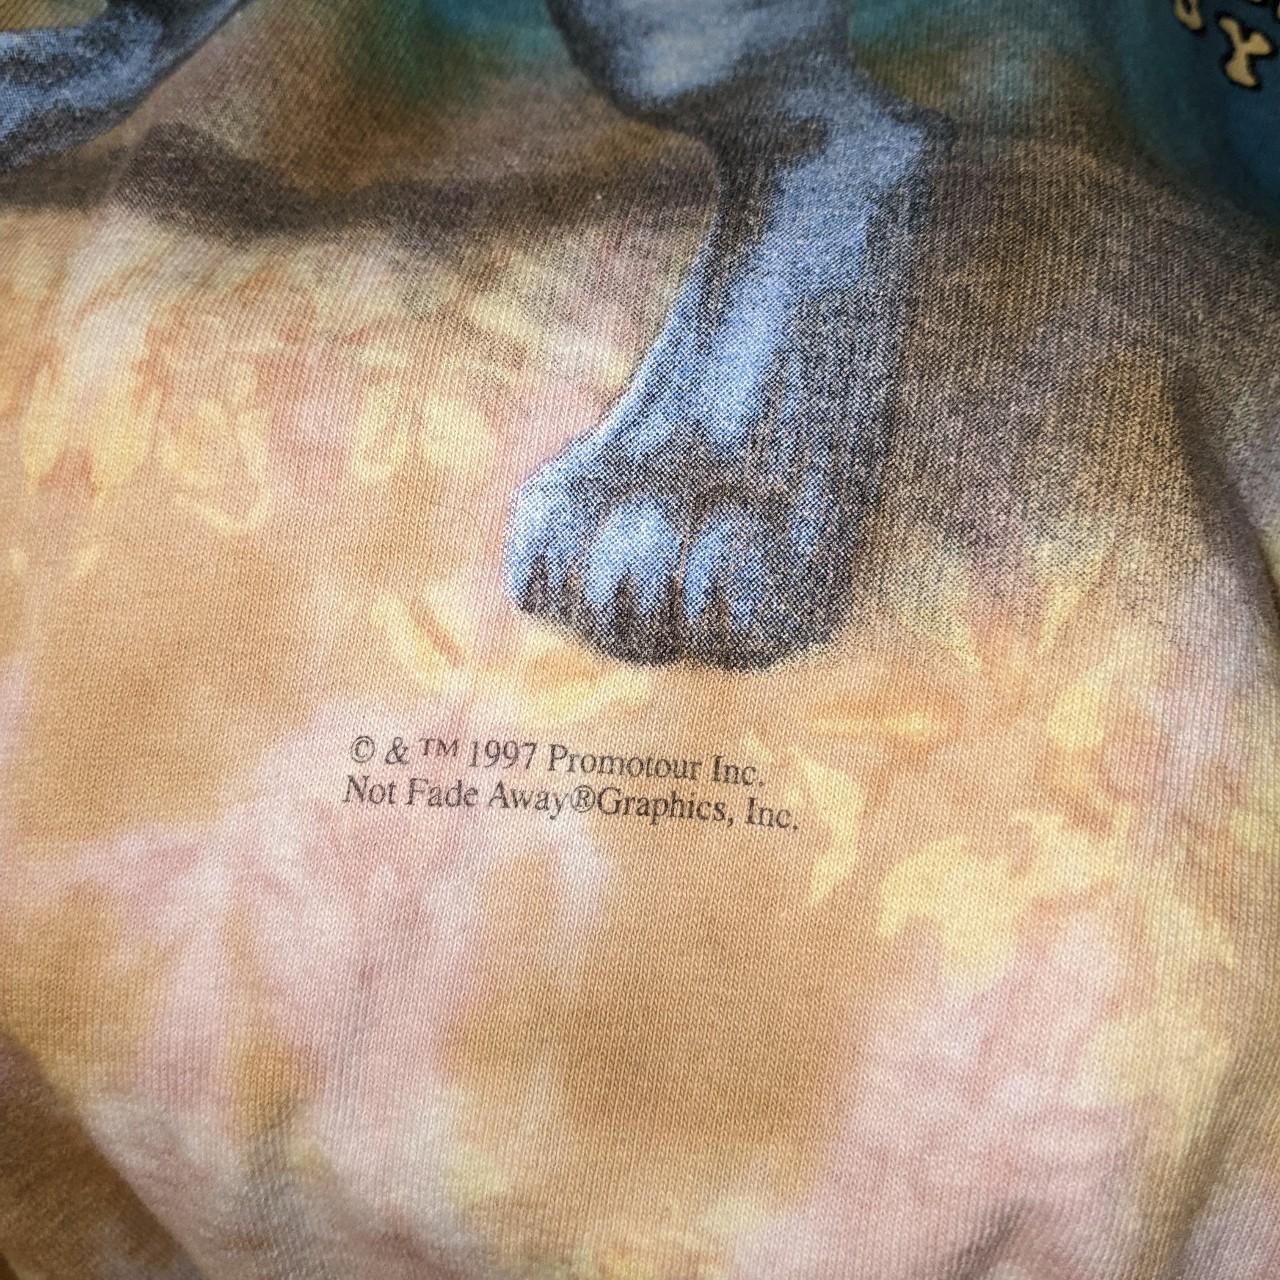 © & ™ 1997 Promotour Inc.
Not Fade Away®Graphics, Inc.